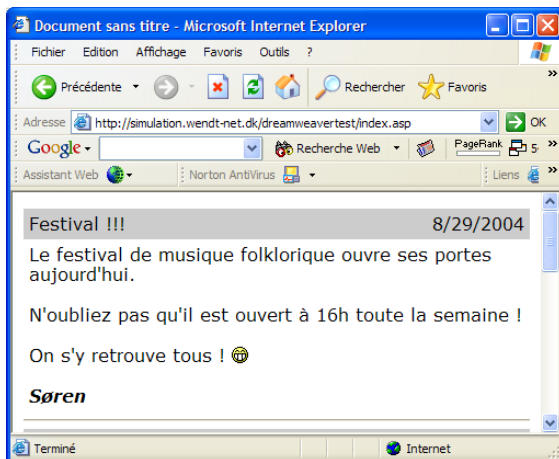 Document sans titre - Microsoft Internet Explorer
Fichier Edition Affichage Favoris Outils ?
Précédente Rechercher Favoris »
Adresse http://simulation.wendt-net.dk/dreamweavertest/index.asp OK
Google Recherche Web PageRank 5 »
Assistant Web Norton AntiVirus Liens »
Festival !!! 8/29/2004
Le festival de musique folklorique ouvre ses portes
aujourd'hui.
N'oubliez pas qu'il est ouvert à 16h toute la semaine !
On s'y retrouve tous ! 😁
Søren
Terminé Internet